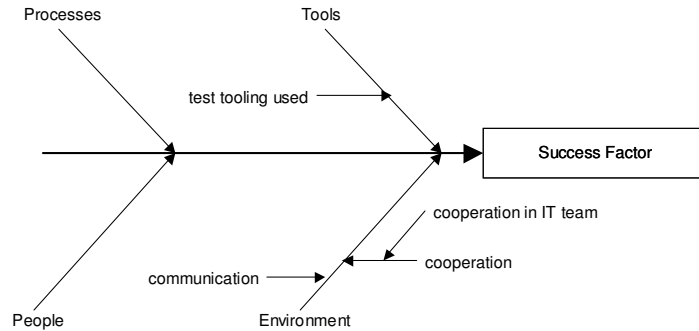 Processes
Tools
test tooling used
Success Factor
cooperation in IT team
cooperation
communication
People
Environment